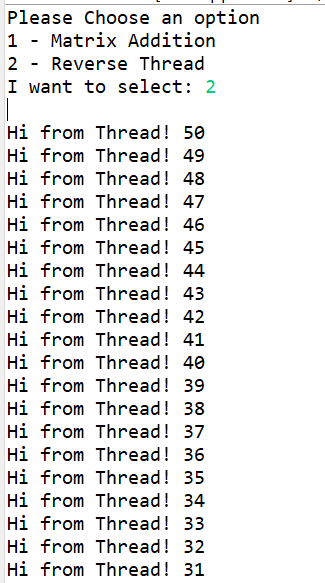 Please Choose an option
1 - Matrix Addition
2 - Reverse Thread
I want to select: 2
Hi from Thread! 50
Hi from Thread! 49
Hi from Thread! 48
Hi from Thread! 47
Hi from Thread! 46
Hi from Thread! 45
Hi from Thread! 44
Hi from Thread! 43
Hi from Thread! 42
Hi from Thread! 41
Hi from Thread! 40
Hi from Thread! 39
Hi from Thread! 38
Hi from Thread! 37
Hi from Thread! 36
Hi from Thread! 35
Hi from Thread! 34
Hi from Thread! 33
Hi from Thread! 32
Hi from Thread! 31